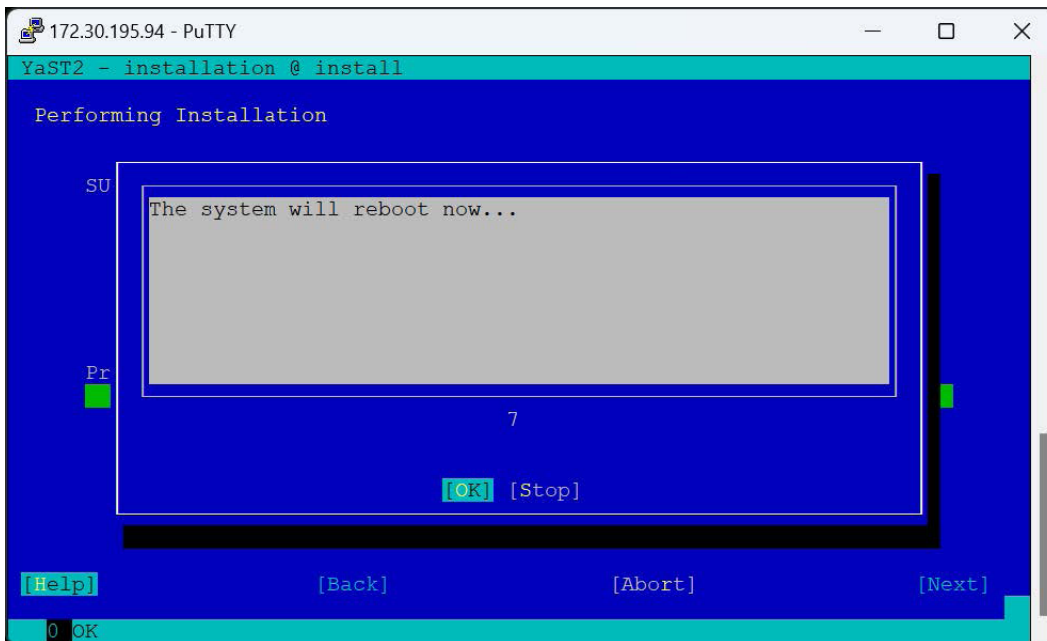 172.30.195.94 - PuTTY
YaST2 - installation @ install
Performing Installation
SU
The system will reboot now...
Pr
7
[OK] [Stop]
[Help] [Back] [Abort] [Next]
0 OK